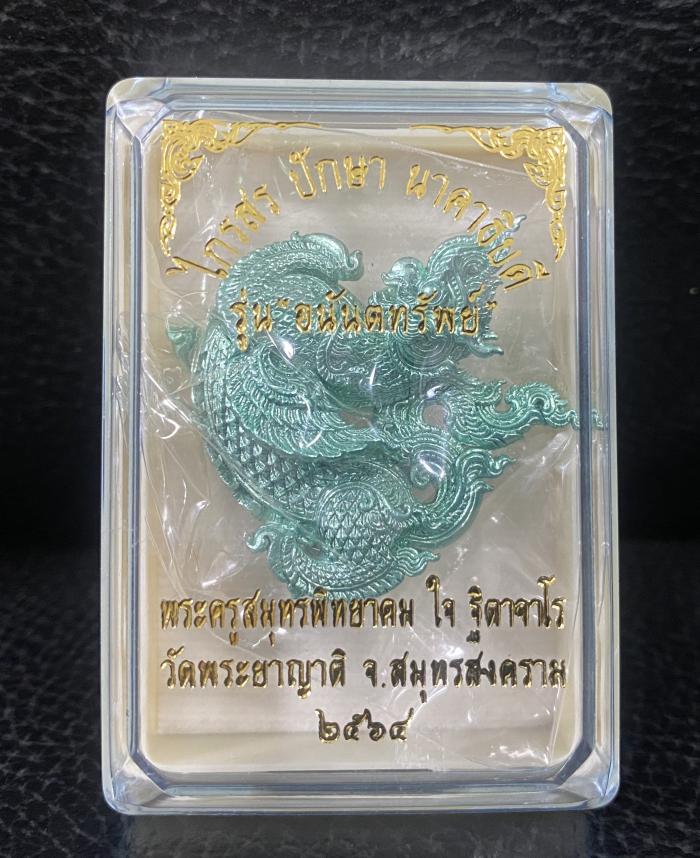 ไกรสร ปักษา นาคาธิบดี
รุ่น "อนันตทรัพย์"
พระครูสมุทรพิทยาคม ใจ ฐิตาจาโร
วัดพระยาญาติ จ.สมุทรสงคราม
๒๕๖๔